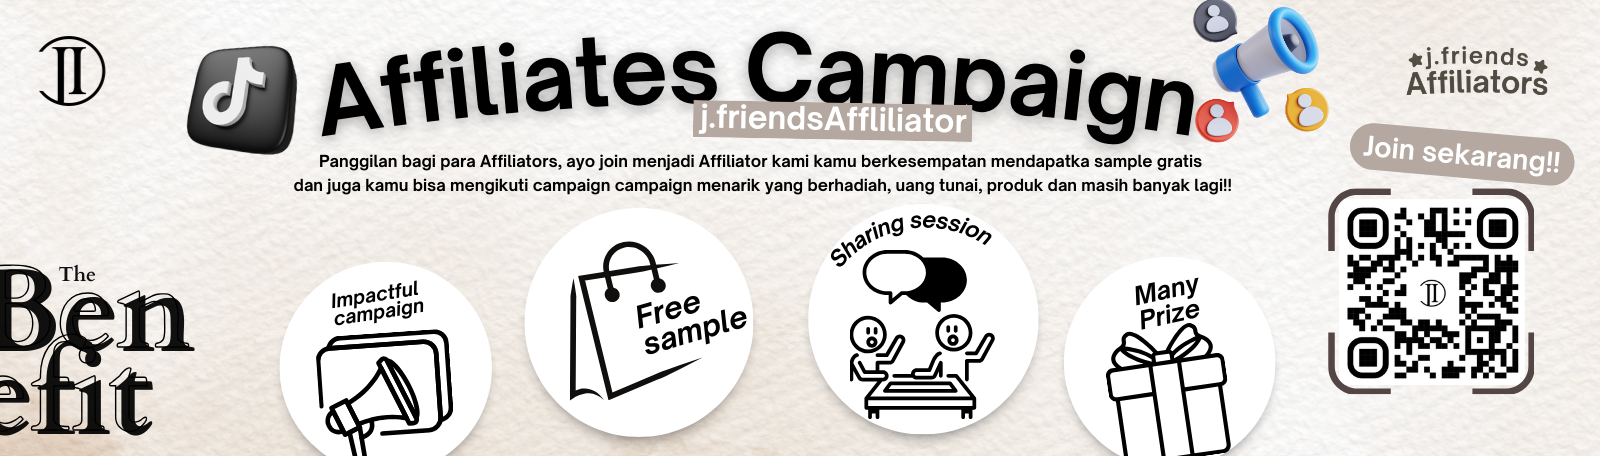 JI
Affiliates Campaign
j.friendsAffliliator
Panggilan bagi para Affiliators, ayo join menjadi Affiliator kami kamu berkesempatan mendapatka sample gratis
dan juga kamu bisa mengikuti campaign campaign menarik yang berhadiah, uang tunai, produk dan masih banyak lagi!!
j.friends
Affiliators
Join sekarang!!
The
Ben
efit
Impactful
campaign
Free
sample
Sharing session
Many
Prize
JI